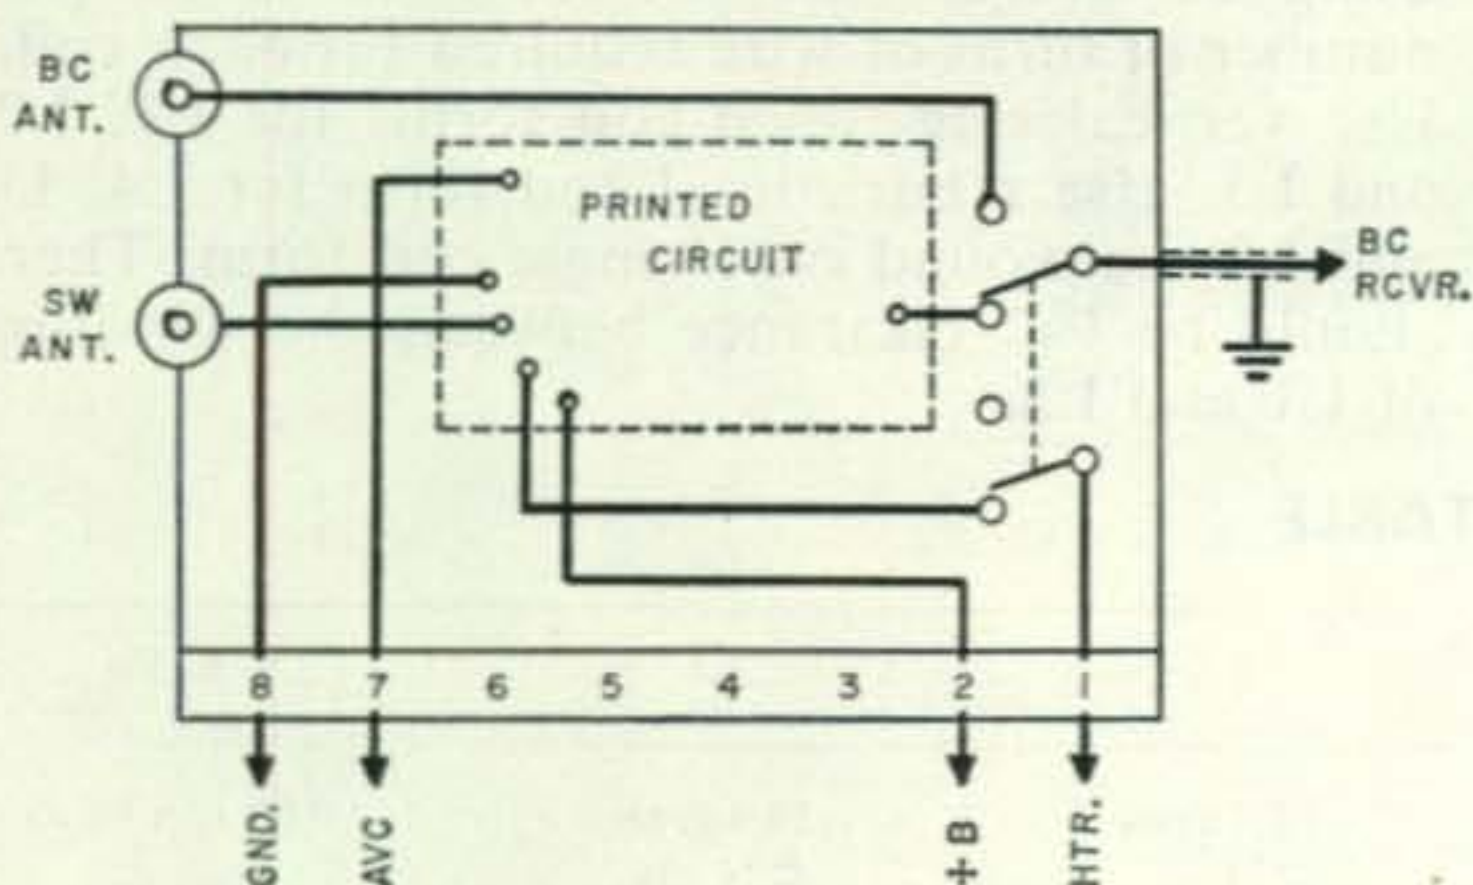 BC
ANT.
PRINTED
CIRCUIT
BC
RCVR.
SW
ANT.
8 7 6 5 4 3 2 1
GND.
AVC
+B
HTR.